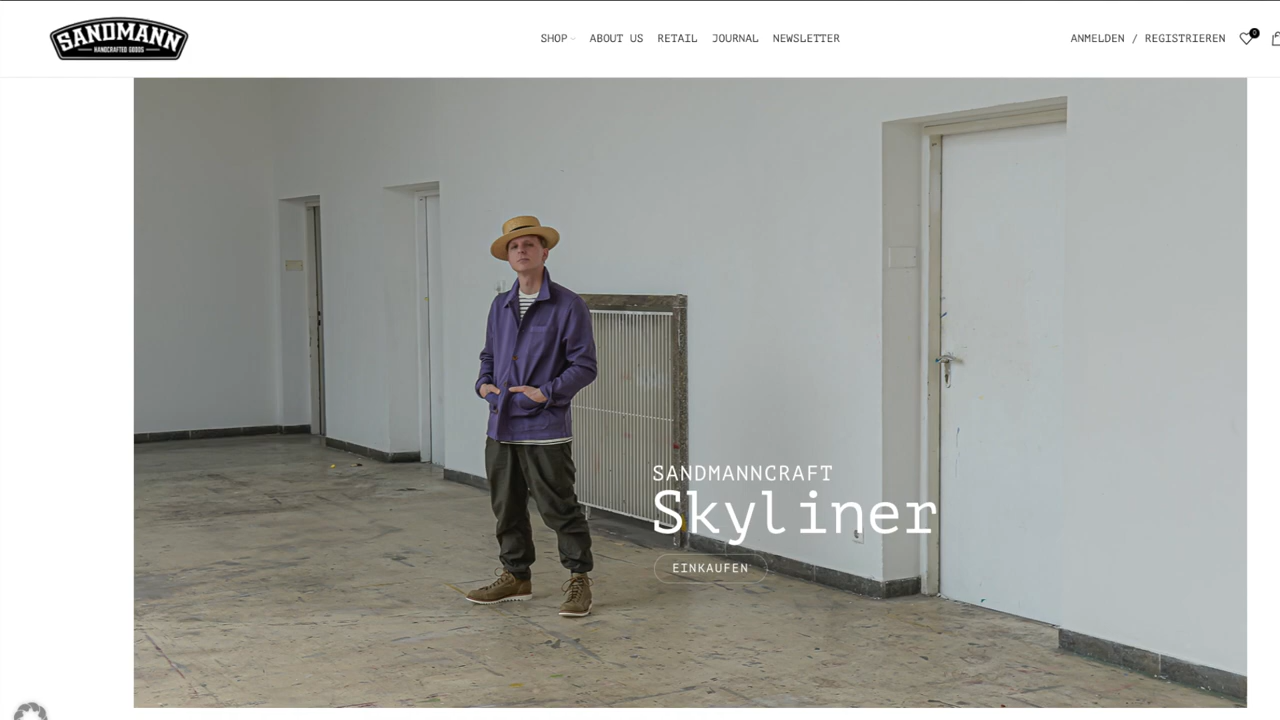 SANDMANN
HANDCRAFTED GOODS
SHOP ABOUT US RETAIL JOURNAL NEWSLETTER
ANMELDEN / REGISTRIEREN
0
SANDMANNCRAFT
Skyliner
EINKAUFEN